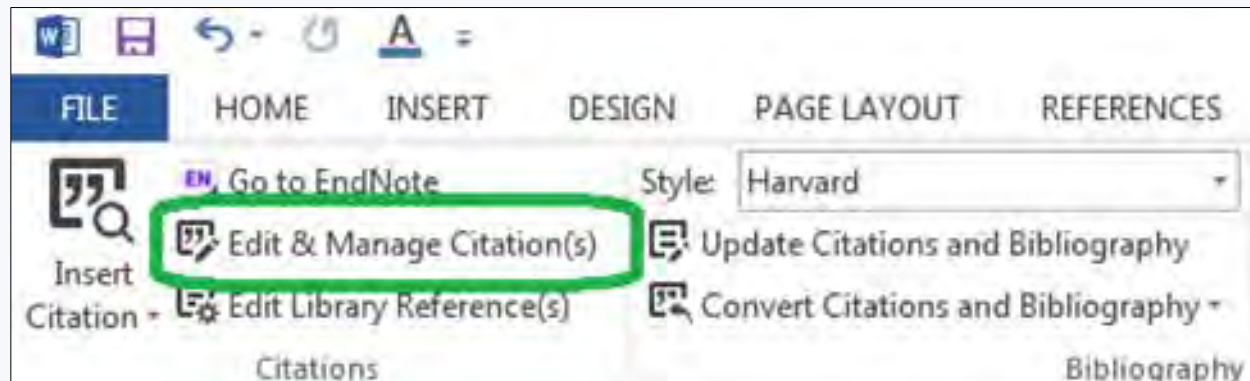 FILE HOME INSERT DESIGN PAGE LAYOUT REFERENCES
EN Go to EndNote Style: Harvard
Edit & Manage Citation(s) Update Citations and Bibliography
Insert
Citation Edit Library Reference(s) Convert Citations and Bibliography
Citations Bibliography